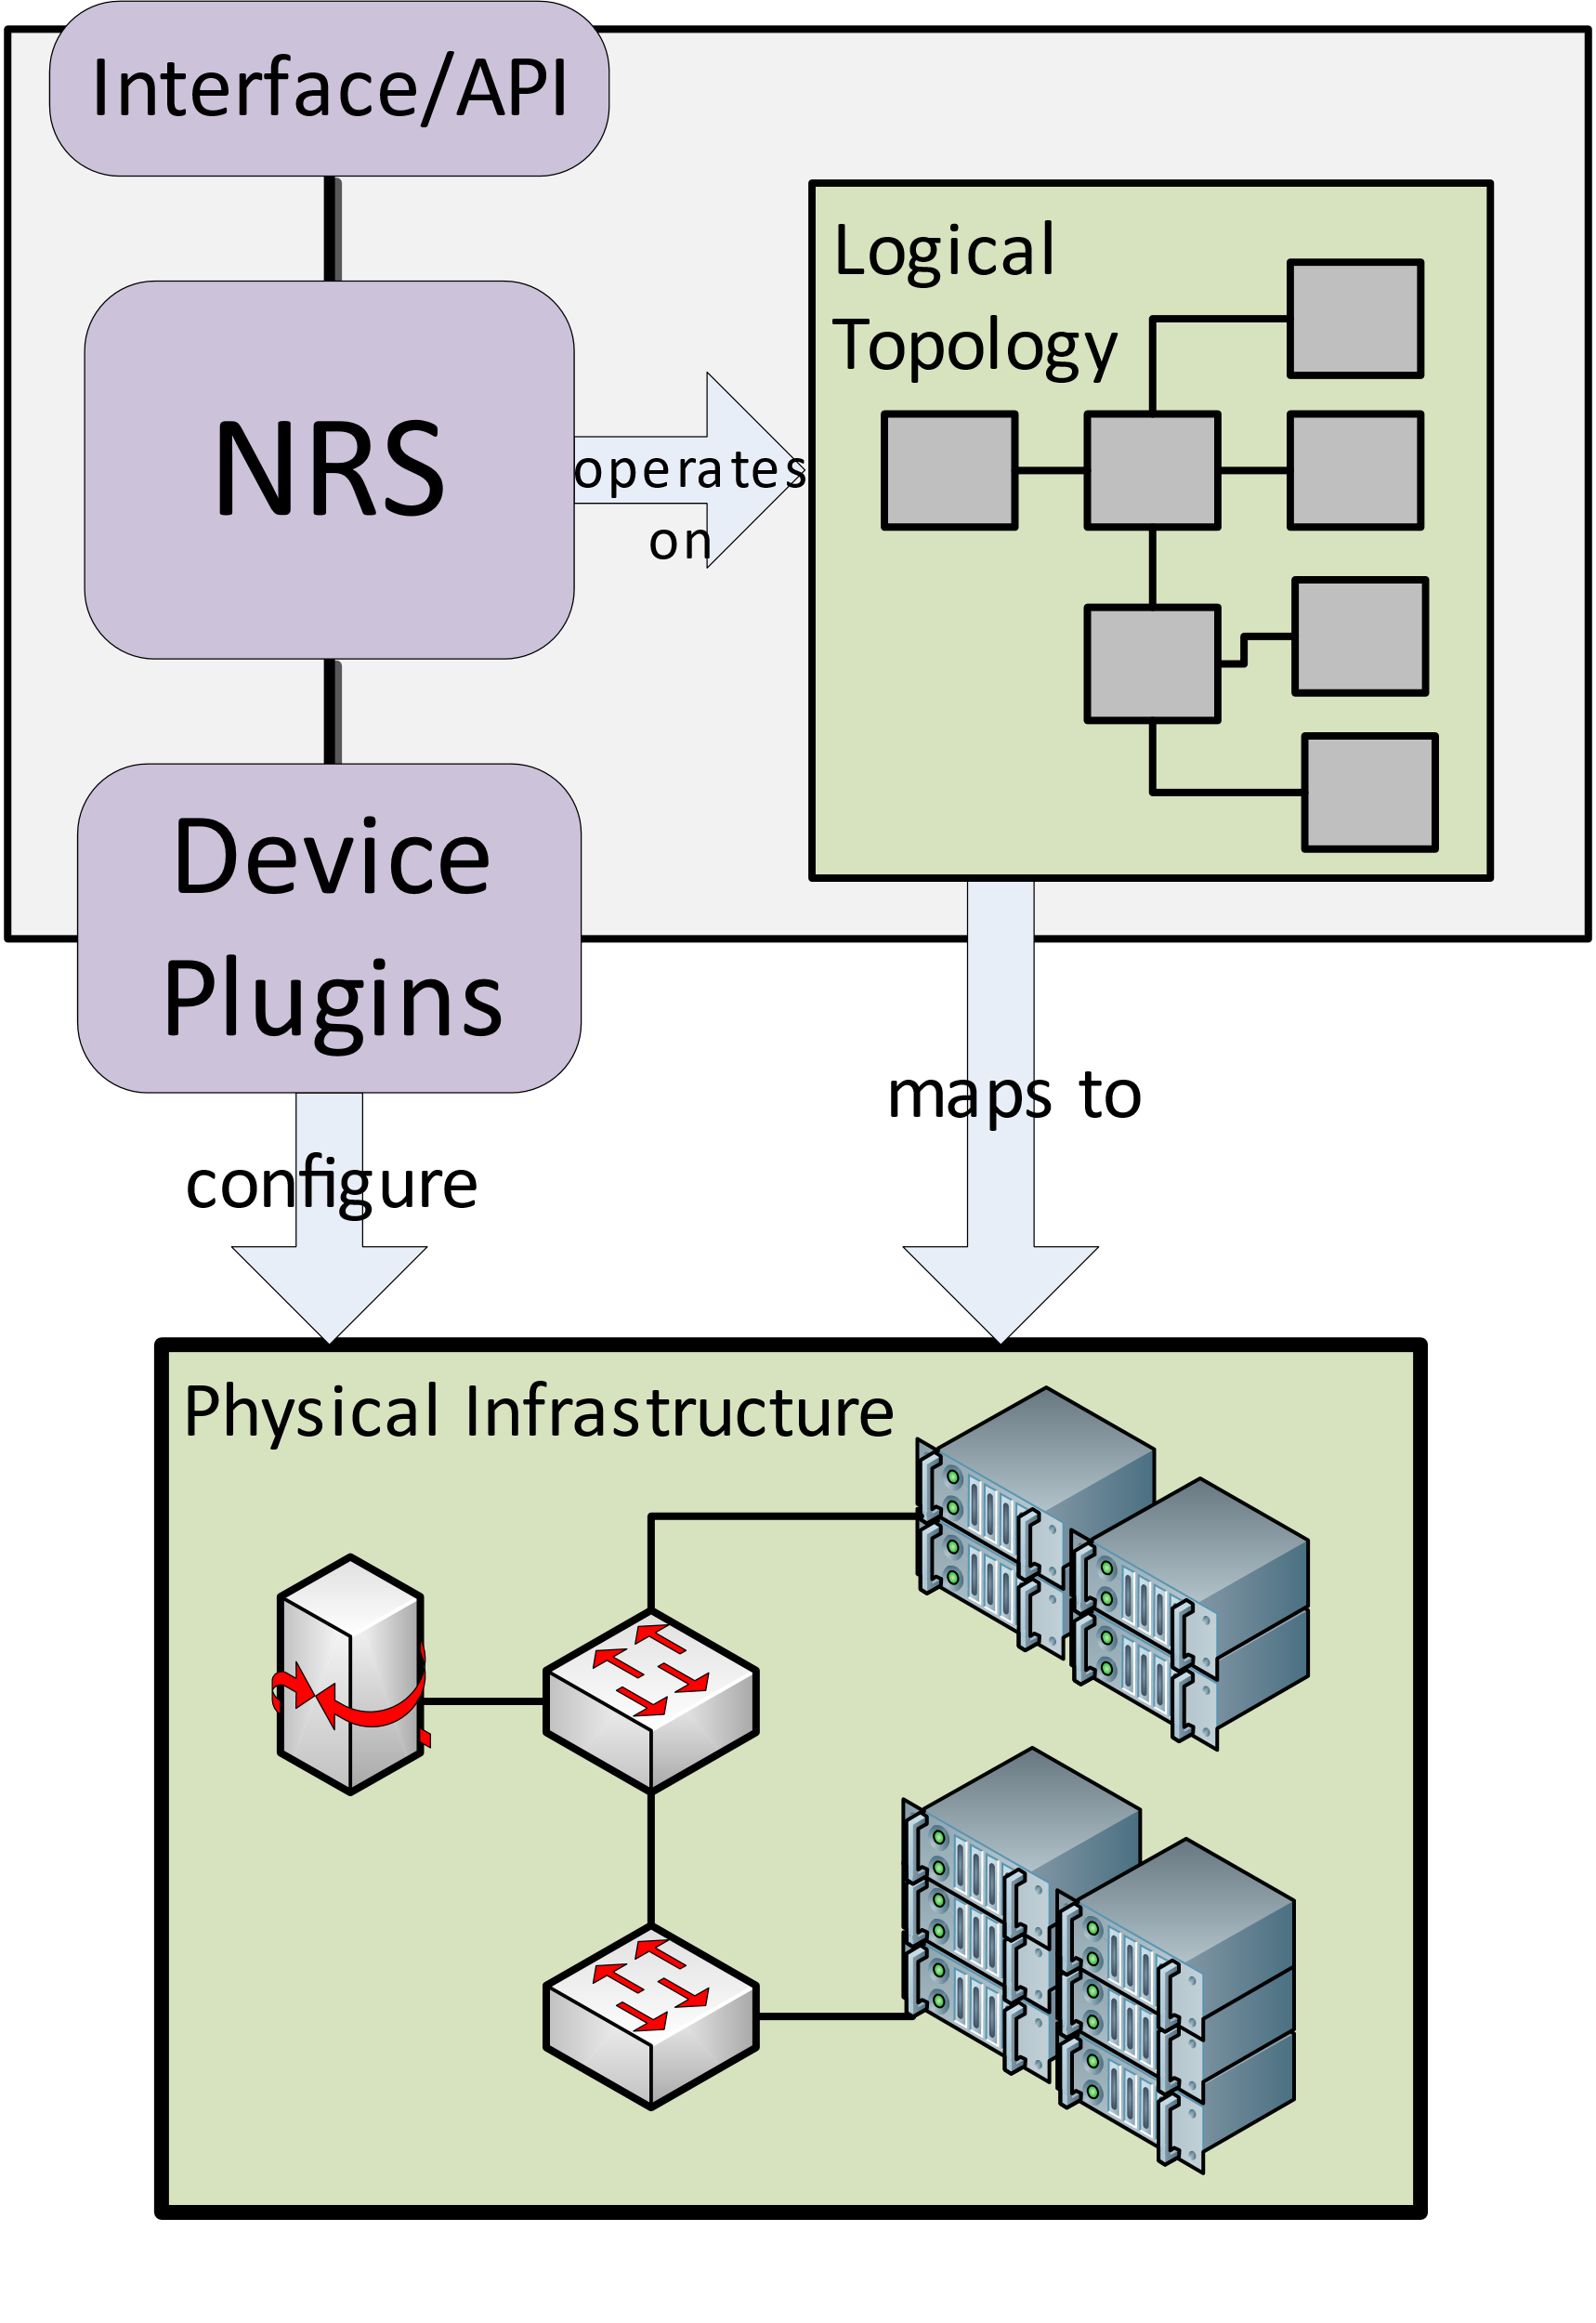 Interface/API
Logical
Topology
NRS
operates
on
Device
Plugins
maps to
configure
Physical Infrastructure